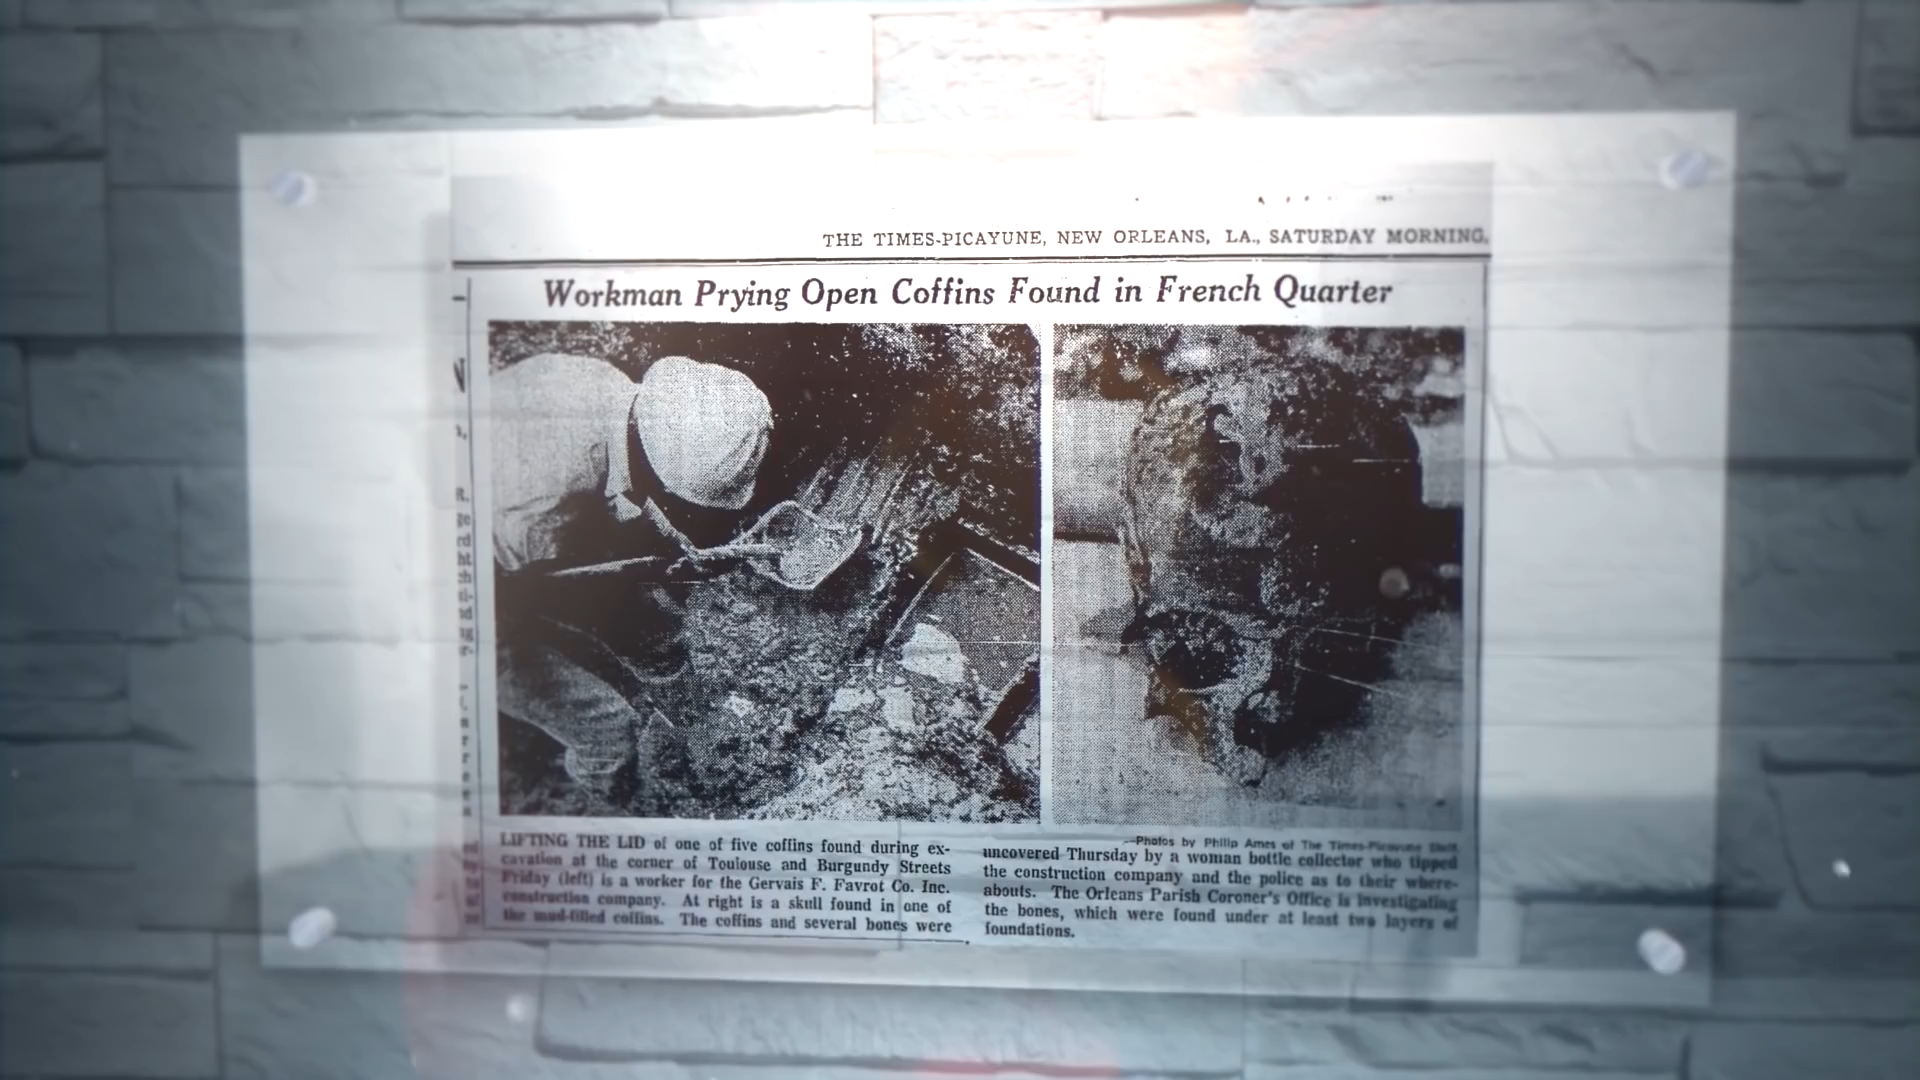 THE TIMES-PICAYUNE, NEW ORLEANS, LA., SATURDAY MORNING,
Workman Prying Open Coffins Found in French Quarter
LIFTING THE LID of one of five coffins found during ex-
cavation at the corner of Toulouse and Burgundy Streets
Friday (left) is a worker for the Gervais F. Favrot Co. Inc.
construction company. At right is a skull found in one of
the mud-filled coffins. The coffins and several bones were
—Photos by Philip Ames of The Times-Picayune Staff.
uncovered Thursday by a woman bottle collector who tipped
the construction company and the police as to their where-
abouts. The Orleans Parish Coroner's Office is investigating
the bones, which were found under at least two layers of
foundations.